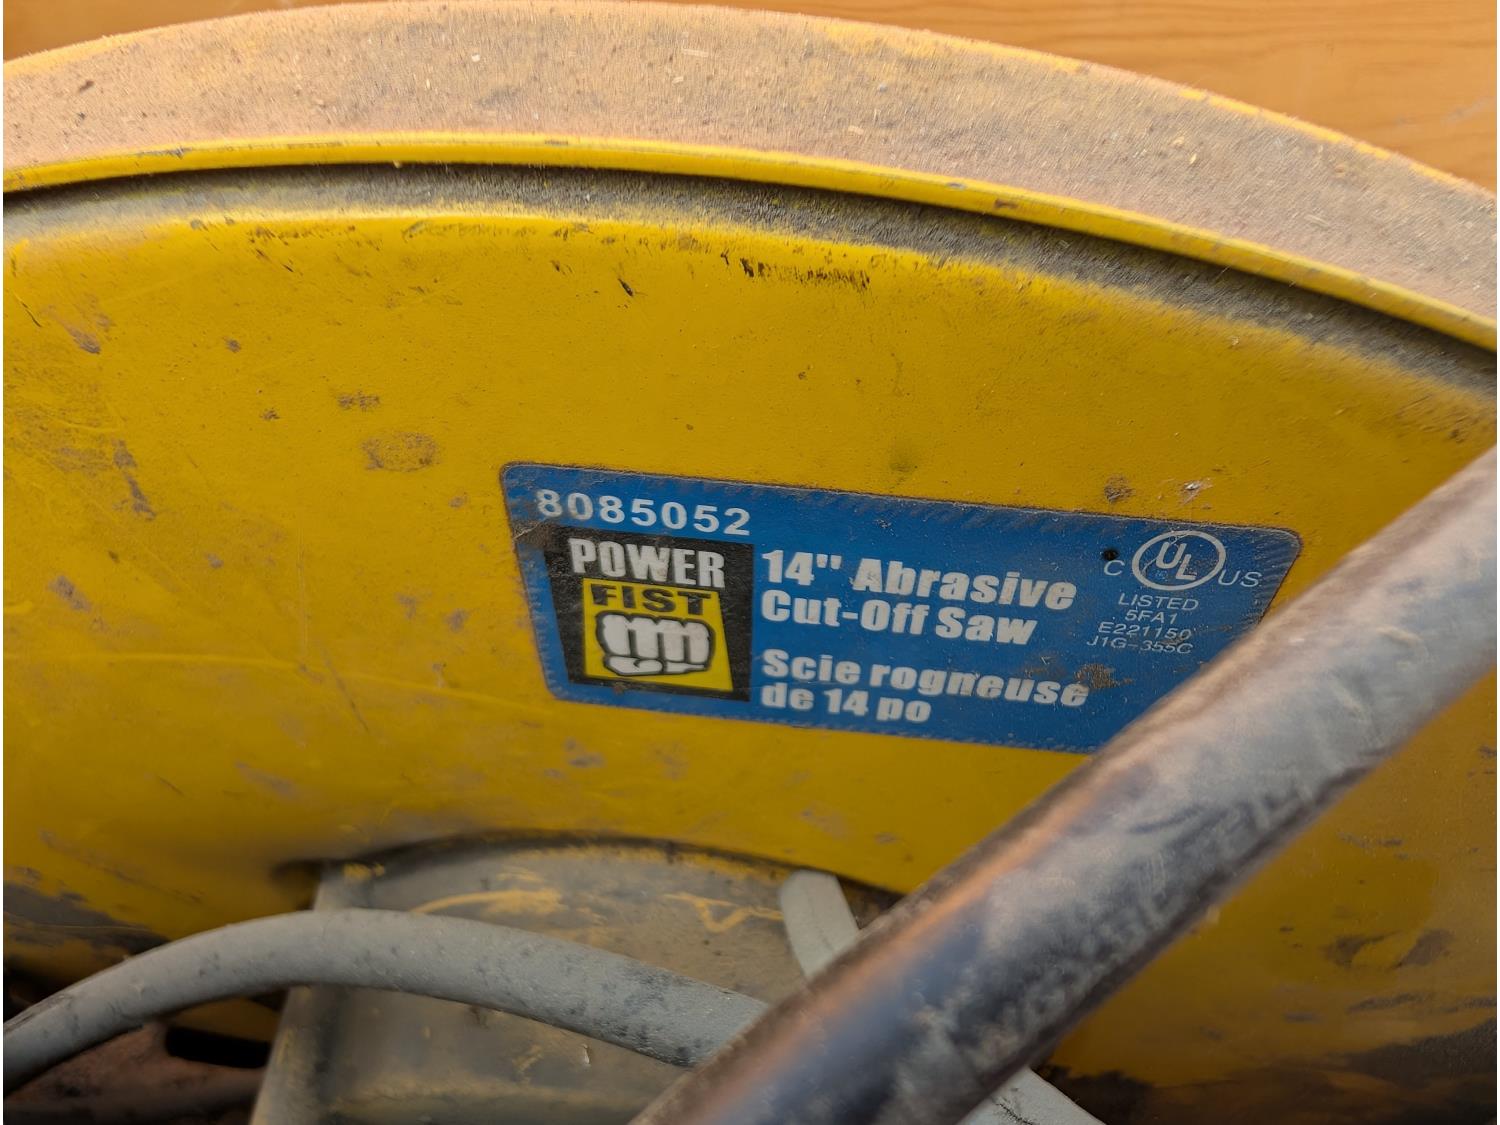 8085052
POWER
FIST
14" Abrasive
Cut-Off Saw
Scie rogneuse
de 14 po
C UL US
LISTED
5FA1
E221150
J1G-355C